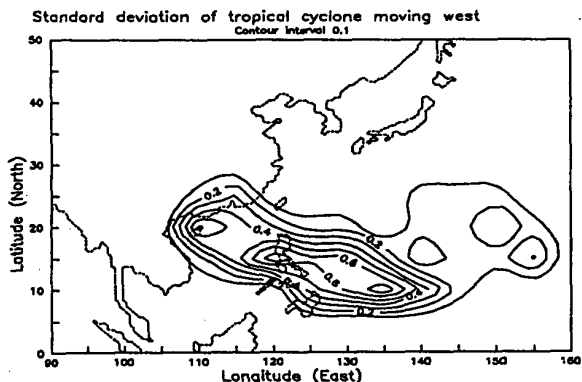 Standard deviation of tropical cyclone moving west
Contour interval 0.1
50
40
30
20
10
0
Latitude (North)
0.2
0.4
0.2
0.6
0.6
0.4
0.2
90 100 110 120 130 140 150 160
Longitude (East)